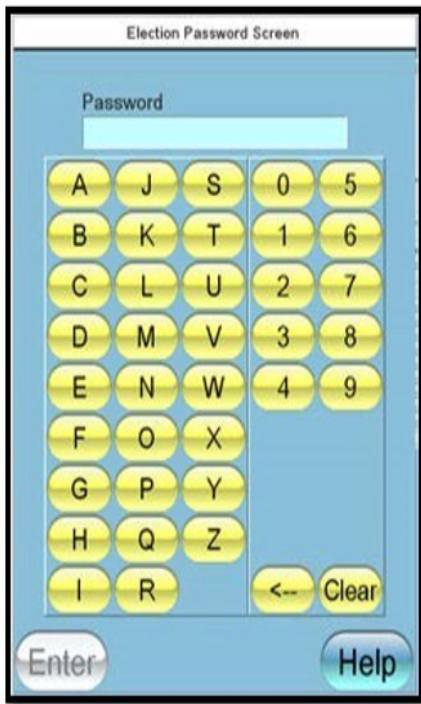 Election Password Screen
Password
A J S 0 5
B K T 1 6
C L U 2 7
D M V 3 8
E N W 4 9
F O X
G P Y
H Q Z
I R <-- Clear
Enter Help